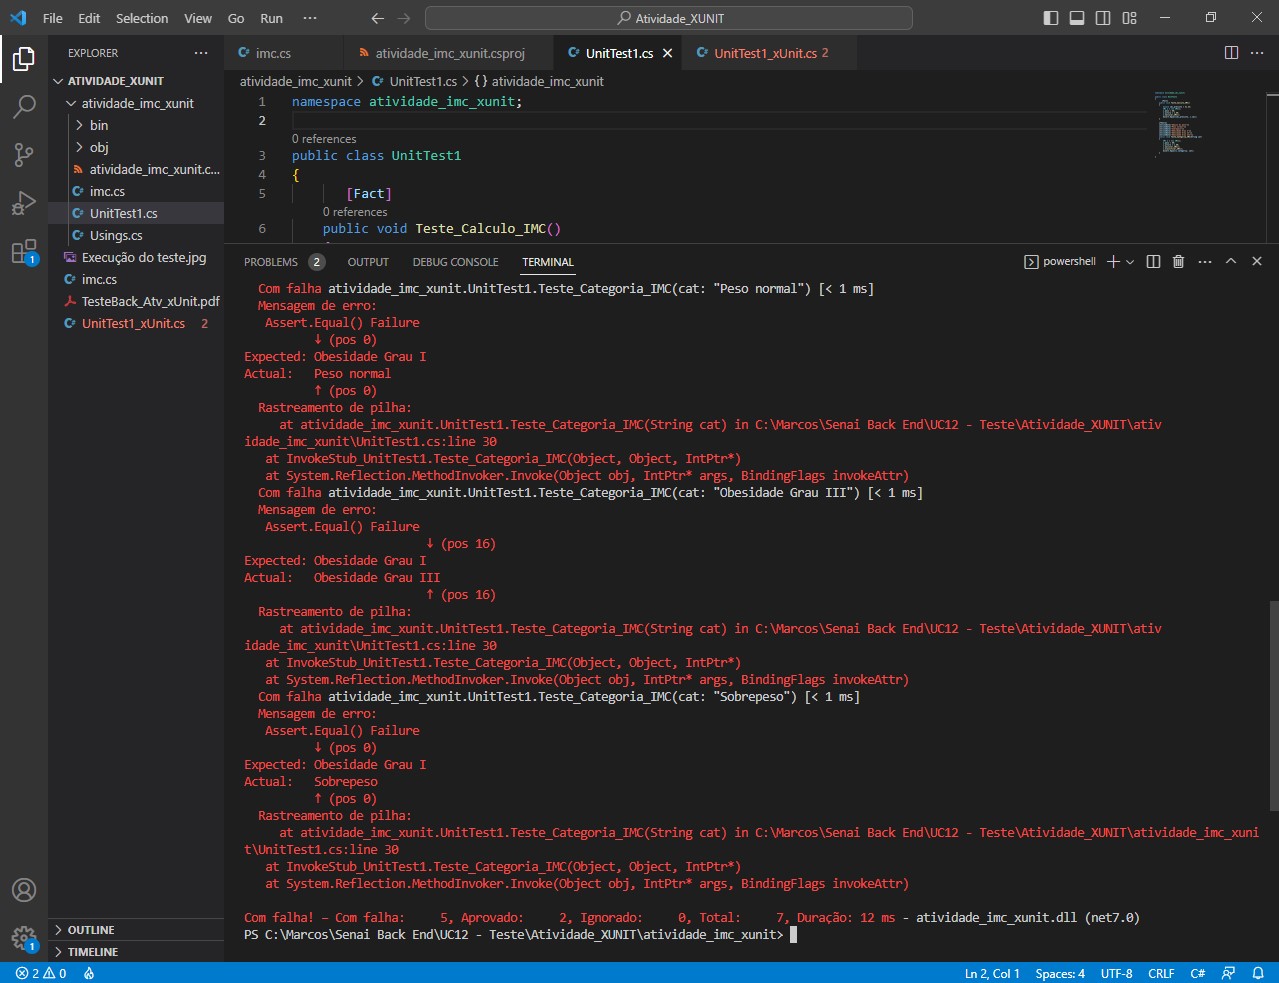 File Edit Selection View Go Run ··· Atividade_XUNIT
EXPLORER ···
ATIVIDADE_XUNIT
atividade_imc_xunit
bin
obj
atividade_imc_xunit.c...
imc.cs
UnitTest1.cs
Usings.cs
Execução do teste.jpg
imc.cs
TesteBack_Atv_xUnit.pdf
UnitTest1_xUnit.cs 2
OUTLINE
TIMELINE
imc.cs atividade_imc_xunit.csproj UnitTest1.cs UnitTest1_xUnit.cs 2
atividade_imc_xunit > UnitTest1.cs > {} atividade_imc_xunit
1 namespace atividade_imc_xunit;
2
0 references
3 public class UnitTest1
4 {
5 [Fact]
0 references
6 public void Teste_Calculo_IMC()
PROBLEMS 2 OUTPUT DEBUG CONSOLE TERMINAL powershell
Com falha atividade_imc_xunit.UnitTest1.Teste_Categoria_IMC(cat: "Peso normal") [< 1 ms]
Mensagem de erro:
Assert.Equal() Failure
↓ (pos 0)
Expected: Obesidade Grau I
Actual: Peso normal
↑ (pos 0)
Rastreamento de pilha:
at atividade_imc_xunit.UnitTest1.Teste_Categoria_IMC(String cat) in C:\Marcos\Senai Back End\UC12 - Teste\Atividade_XUNIT\ativ
idade_imc_xunit\UnitTest1.cs:line 30
at InvokeStub_UnitTest1.Teste_Categoria_IMC(Object, Object, IntPtr*)
at System.Reflection.MethodInvoker.Invoke(Object obj, IntPtr* args, BindingFlags invokeAttr)
Com falha atividade_imc_xunit.UnitTest1.Teste_Categoria_IMC(cat: "Obesidade Grau III") [< 1 ms]
Mensagem de erro:
Assert.Equal() Failure
↓ (pos 16)
Expected: Obesidade Grau I
Actual: Obesidade Grau III
↑ (pos 16)
Rastreamento de pilha:
at atividade_imc_xunit.UnitTest1.Teste_Categoria_IMC(String cat) in C:\Marcos\Senai Back End\UC12 - Teste\Atividade_XUNIT\ativ
idade_imc_xunit\UnitTest1.cs:line 30
at InvokeStub_UnitTest1.Teste_Categoria_IMC(Object, Object, IntPtr*)
at System.Reflection.MethodInvoker.Invoke(Object obj, IntPtr* args, BindingFlags invokeAttr)
Com falha atividade_imc_xunit.UnitTest1.Teste_Categoria_IMC(cat: "Sobrepeso") [< 1 ms]
Mensagem de erro:
Assert.Equal() Failure
↓ (pos 0)
Expected: Obesidade Grau I
Actual: Sobrepeso
↑ (pos 0)
Rastreamento de pilha:
at atividade_imc_xunit.UnitTest1.Teste_Categoria_IMC(String cat) in C:\Marcos\Senai Back End\UC12 - Teste\Atividade_XUNIT\atividade_imc_xuni
t\UnitTest1.cs:line 30
at InvokeStub_UnitTest1.Teste_Categoria_IMC(Object, Object, IntPtr*)
at System.Reflection.MethodInvoker.Invoke(Object obj, IntPtr* args, BindingFlags invokeAttr)
Com falha! – Com falha: 5, Aprovado: 2, Ignorado: 0, Total: 7, Duração: 12 ms - atividade_imc_xunit.dll (net7.0)
PS C:\Marcos\Senai Back End\UC12 - Teste\Atividade_XUNIT\atividade_imc_xunit>
1
1
2 0 Ln 2, Col 1 Spaces: 4 UTF-8 CRLF C#